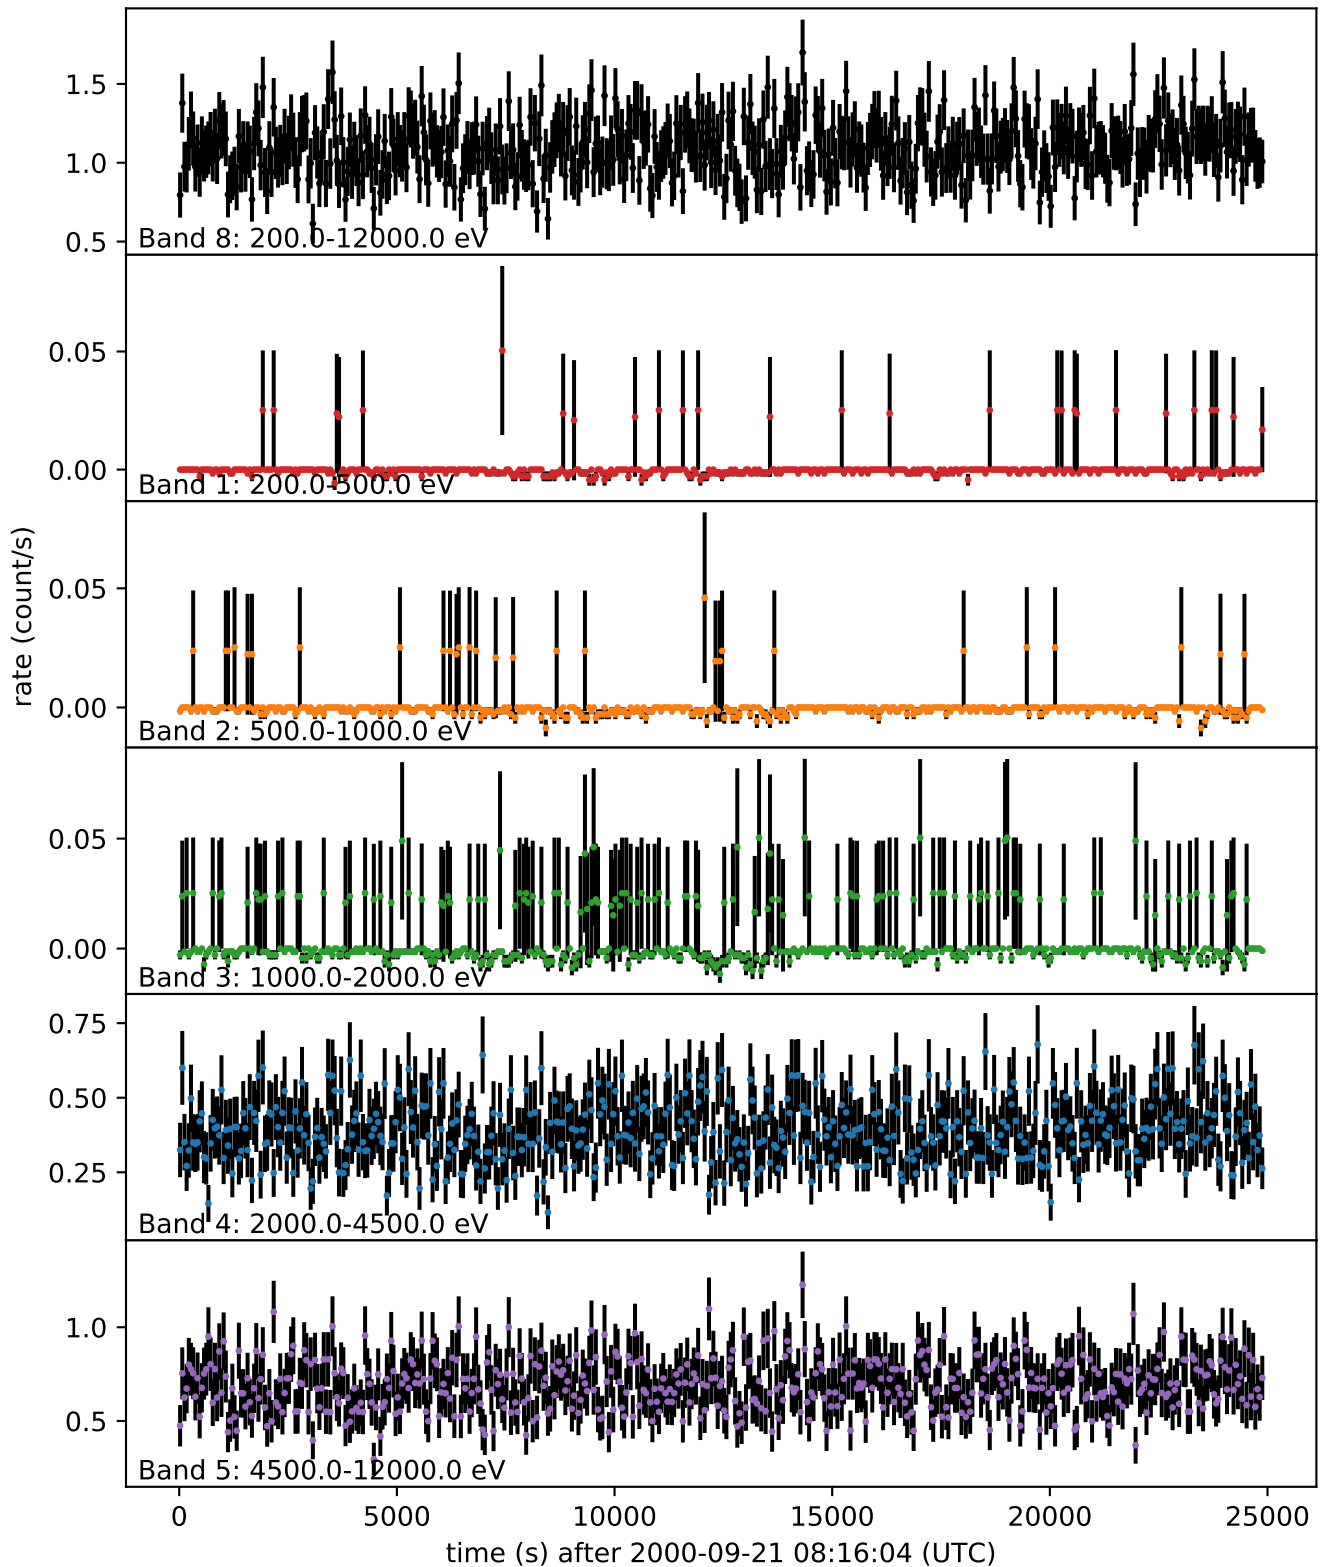 1.5
1.0
0.5
Band 8: 200.0-12000.0 eV
0.05
0.00
Band 1: 200.0-500.0 eV
0.05
0.00
Band 2: 500.0-1000.0 eV
rate (count/s)
0.05
0.00
Band 3: 1000.0-2000.0 eV
0.75
0.50
0.25
Band 4: 2000.0-4500.0 eV
1.0
0.5
Band 5: 4500.0-12000.0 eV
0 5000 10000 15000 20000 25000
time (s) after 2000-09-21 08:16:04 (UTC)